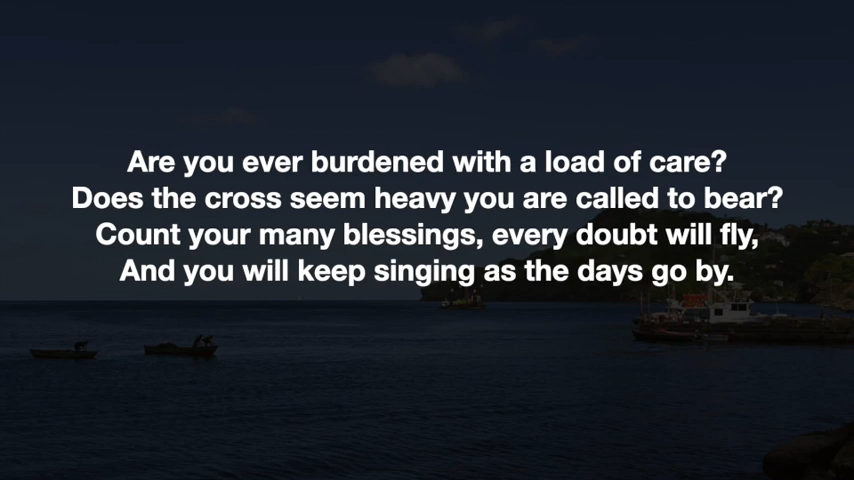 Are you ever burdened with a load of care?
Does the cross seem heavy you are called to bear?
Count your many blessings, every doubt will fly,
And you will keep singing as the days go by.